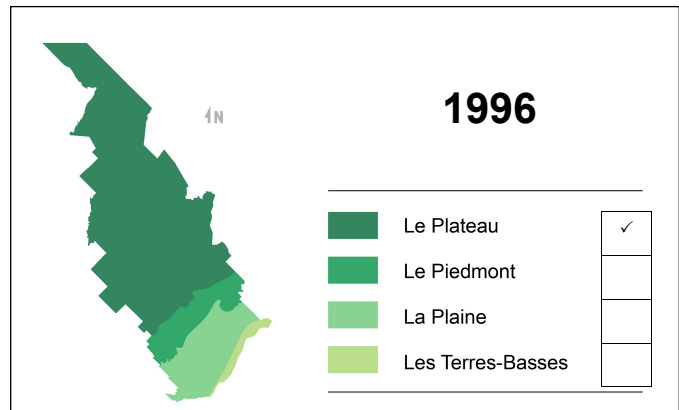 N
1996
Le Plateau ✓
Le Piedmont
La Plaine
Les Terres-Basses